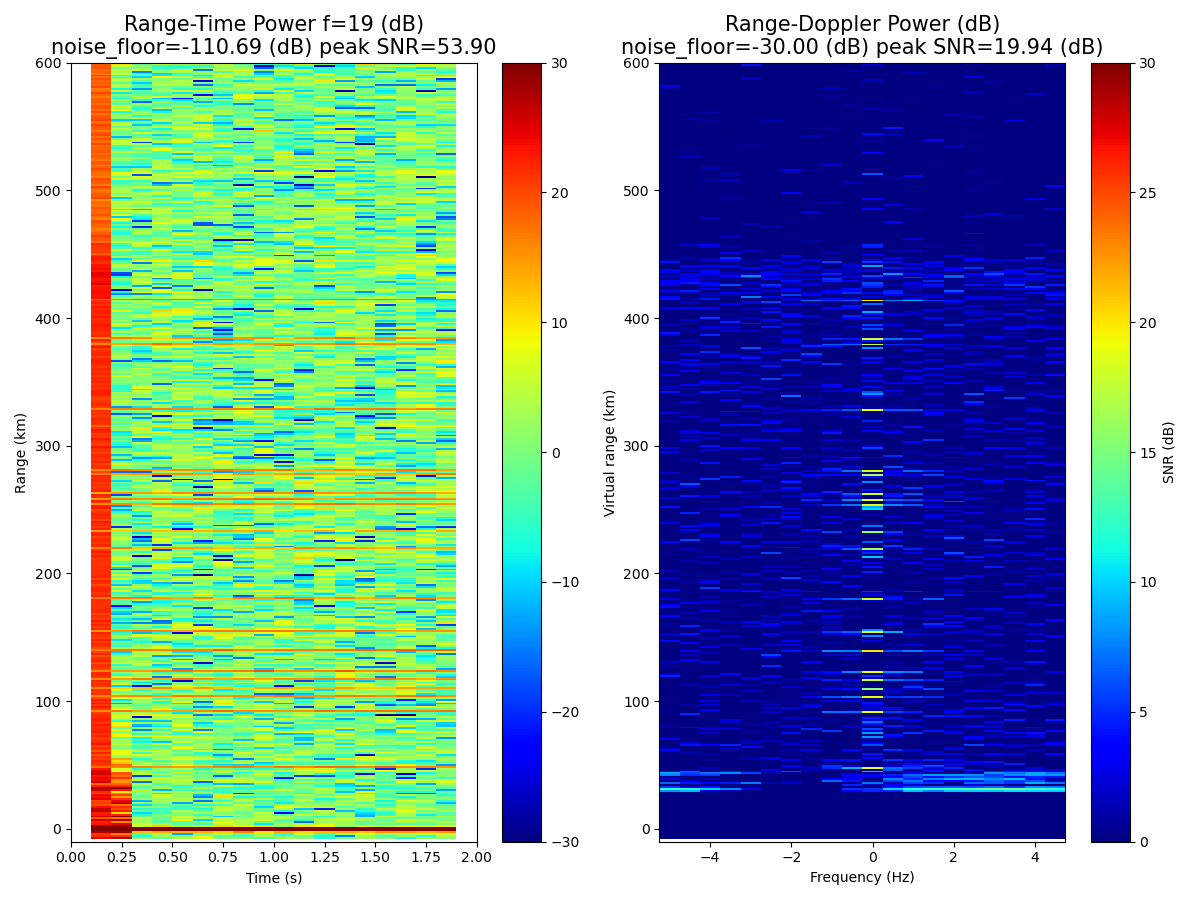 Range-Time Power f=19 (dB)
noise_floor=-110.69 (dB) peak SNR=53.90
Range (km)
600
500
400
300
200
100
0
0.00 0.25 0.50 0.75 1.00 1.25 1.50 1.75 2.00
Time (s)
30
20
10
0
−10
−20
−30
Range-Doppler Power (dB)
noise_floor=-30.00 (dB) peak SNR=19.94 (dB)
Virtual range (km)
600
500
400
300
200
100
0
−4 −2 0 2 4
Frequency (Hz)
30
25
20
15
10
5
0
SNR (dB)